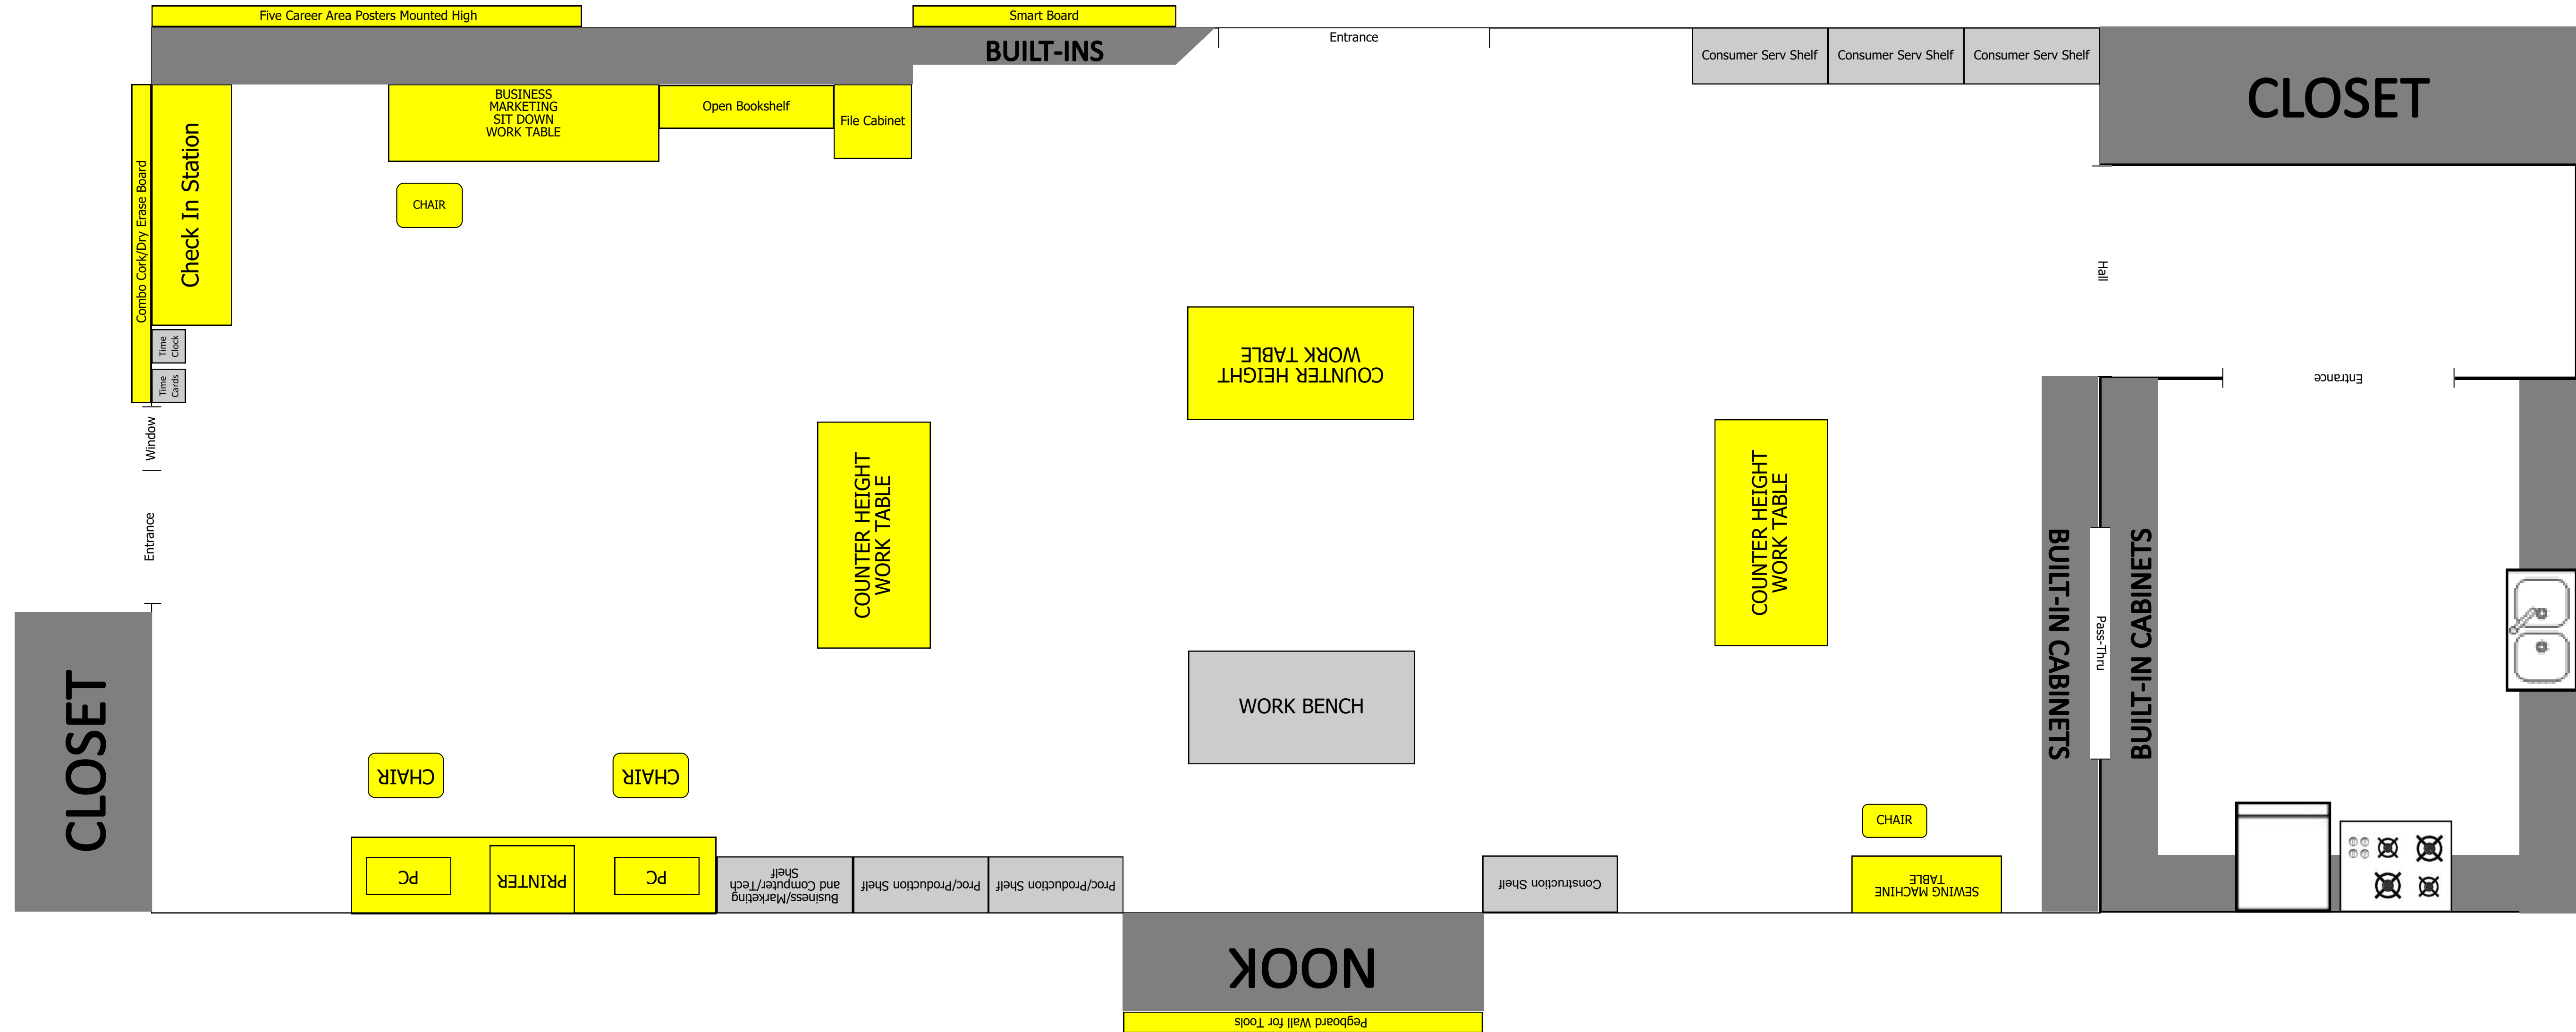 Five Career Area Posters Mounted High
Smart Board
BUILT-INS
Entrance
Consumer Serv Shelf
Consumer Serv Shelf
Consumer Serv Shelf
CLOSET
Combo Cork/Dry Erase Board
Check In Station
BUSINESS
MARKETING
SIT DOWN
WORK TABLE
Open Bookshelf
File Cabinet
CHAIR
Time
Clock
Time
Cards
Window
Entrance
Hall
COUNTER HEIGHT
WORK TABLE
Entrance
COUNTER HEIGHT
WORK TABLE
COUNTER HEIGHT
WORK TABLE
BUILT-IN CABINETS
Pass-Thru
BUILT-IN CABINETS
WORK BENCH
CLOSET
CHAIR
CHAIR
CHAIR
PC
PRINTER
PC
Business/Marketing
and Computer/Tech
Shelf
Proc/Production Shelf
Proc/Production Shelf
Construction Shelf
SEWING MACHINE
TABLE
NOOK
Pegboard Wall for Tools